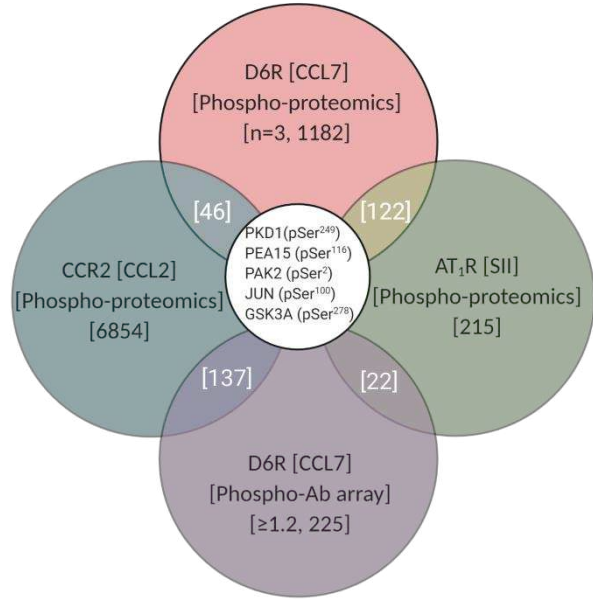 D6R [CCL7]
[Phospho-proteomics]
[n=3, 1182]
[46]
[122]
PKD1(pSer²⁴⁹)
PEA15 (pSer¹¹⁶)
PAK2 (pSer²)
JUN (pSer¹⁰⁰)
GSK3A (pSer²⁷⁸)
CCR2 [CCL2]
[Phospho-proteomics]
[6854]
AT₁R [SII]
[Phospho-proteomics]
[215]
[137]
[22]
D6R [CCL7]
[Phospho-Ab array]
[≥1.2, 225]